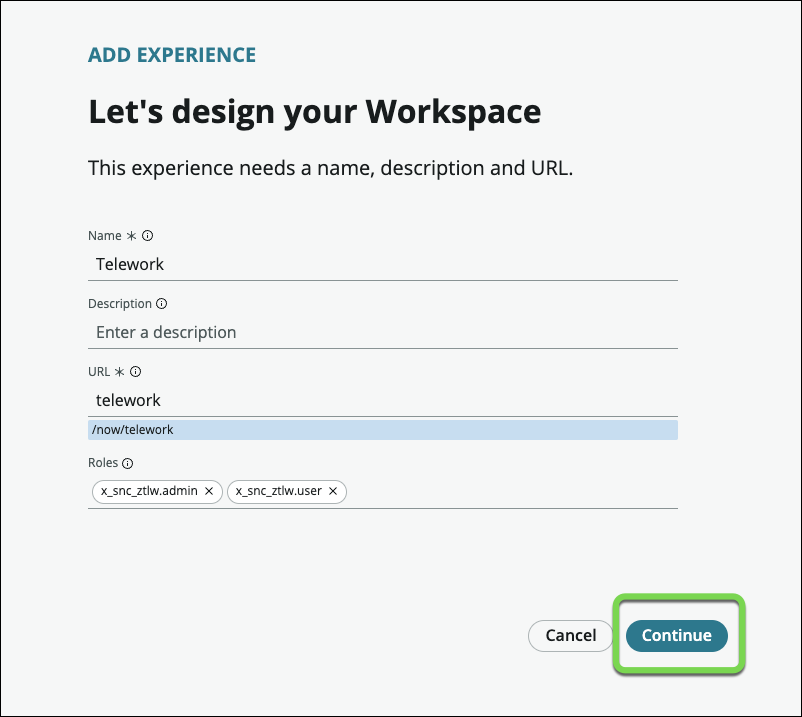 ADD EXPERIENCE
Let's design your Workspace
This experience needs a name, description and URL.
Name *
Telework
Description
Enter a description
URL *
telework
/now/telework
Roles
x_snc_ztlw.admin × x_snc_ztlw.user ×
Cancel Continue